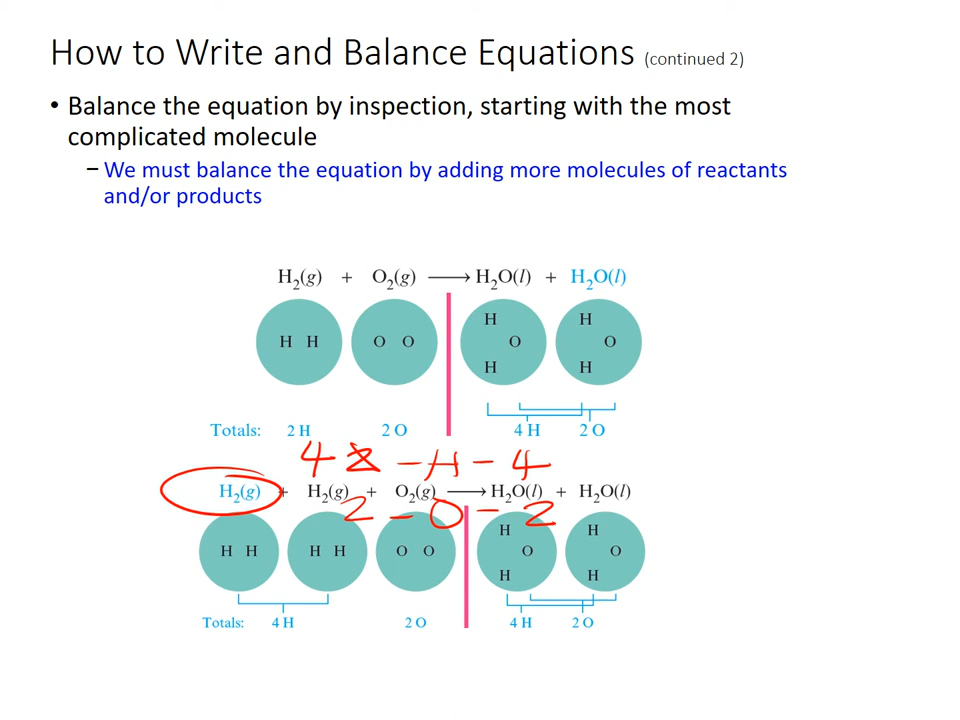 How to Write and Balance Equations (continued 2)
• Balance the equation by inspection, starting with the most
complicated molecule
− We must balance the equation by adding more molecules of reactants
and/or products
H₂(g) + O₂(g) ⟶ H₂O(l) + H₂O(l)
H H O O H O H H O H
Totals: 2 H 2 O 4 H 2 O
4 – H – 4
H₂(g) + H₂(g) + O₂(g) ⟶ H₂O(l) + H₂O(l)
2 – O – 2
H H H H O O H O H H O H
Totals: 4 H 2 O 4 H 2 O